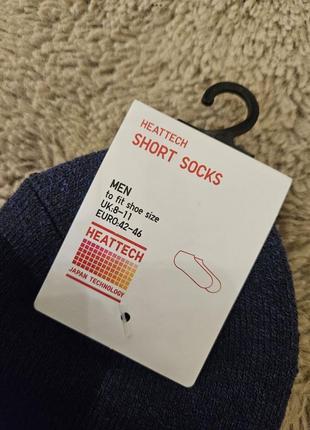 HEATTECH
SHORT SOCKS
MEN
to fit shoe size
UK:8-11
EURO:42-46
HEATTECH
JAPAN TECHNOLOGY